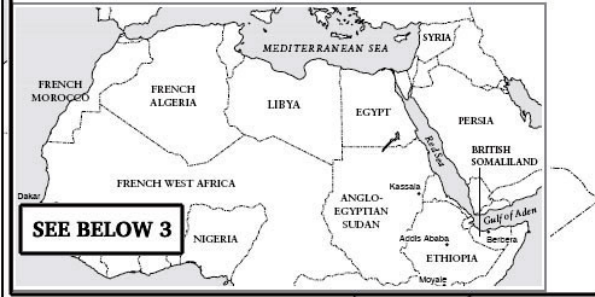 MEDITERRANEAN SEA
SYRIA
FRENCH
MOROCCO
FRENCH
ALGERIA
LIBYA
EGYPT
PERSIA
Red Sea
BRITISH
SOMALILAND
FRENCH WEST AFRICA
Kassala
Dakar
ANGLO-
EGYPTIAN
SUDAN
Gulf of Aden
SEE BELOW 3
NIGERIA
Addis Ababa
Berbera
ETHIOPIA
Moyale